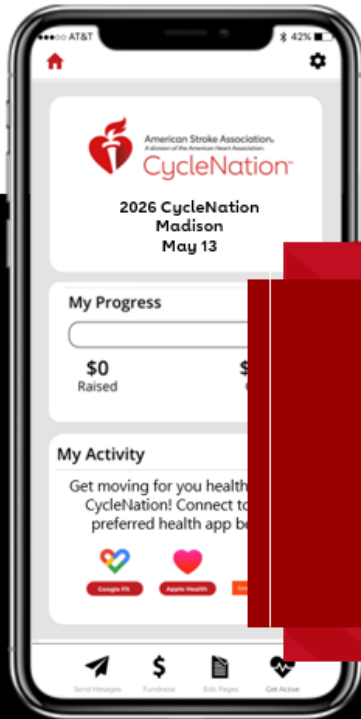 AT&T 42%
American Stroke Association.
A division of the American Heart Association.
CycleNation™
2026 CycleNation
Madison
May 13
My Progress
$0 $
Raised
My Activity
Get moving for you health
CycleNation! Connect to
preferred health app be
Google Fit Apple Health
$
Send Mesages Fundraise Edit Pages Get Active